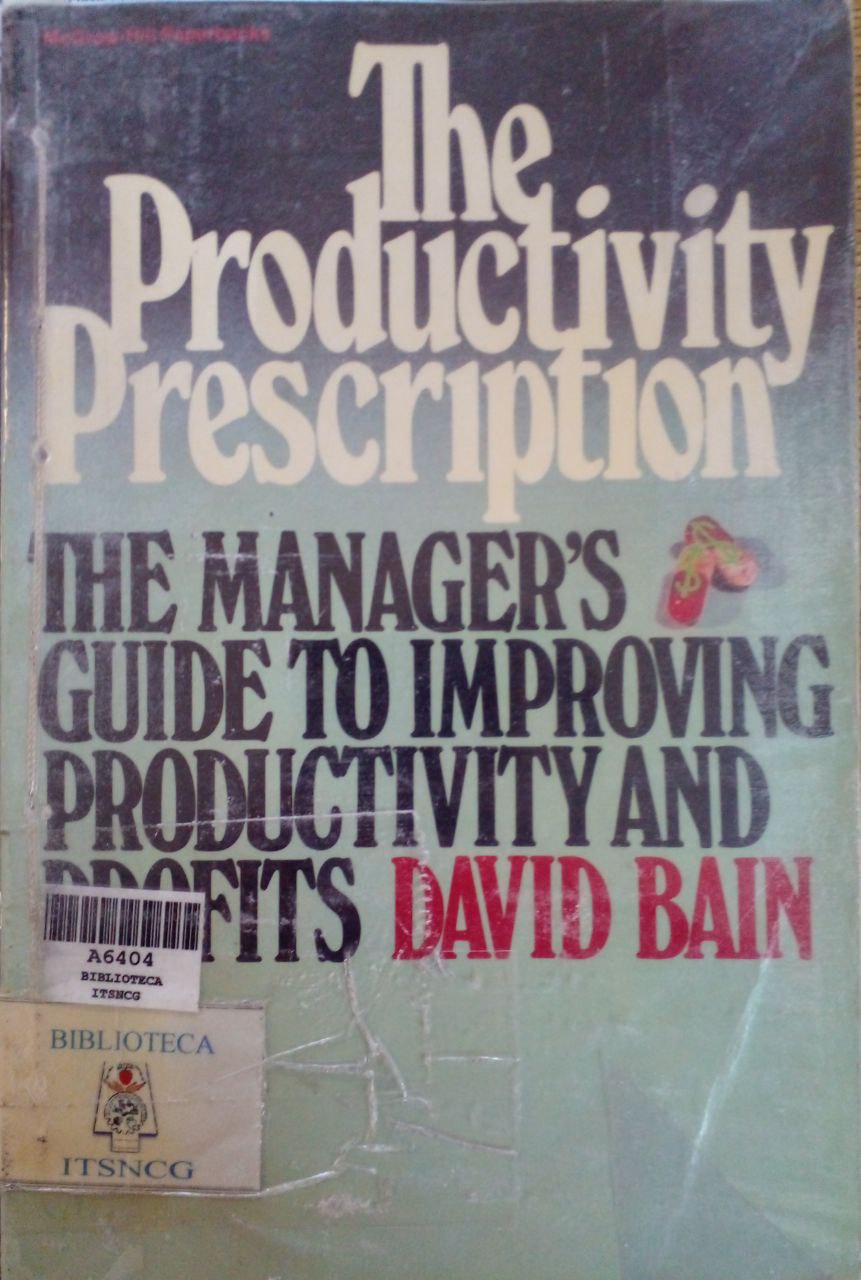 McGraw-Hill Paperbacks
The
Productivity
Prescription
THE MANAGER'S
GUIDE TO IMPROVING
PRODUCTIVITY AND
PROFITS DAVID BAIN
A6404
BIBLIOTECA
ITSNCG
BIBLIOTECA
ITSNCG